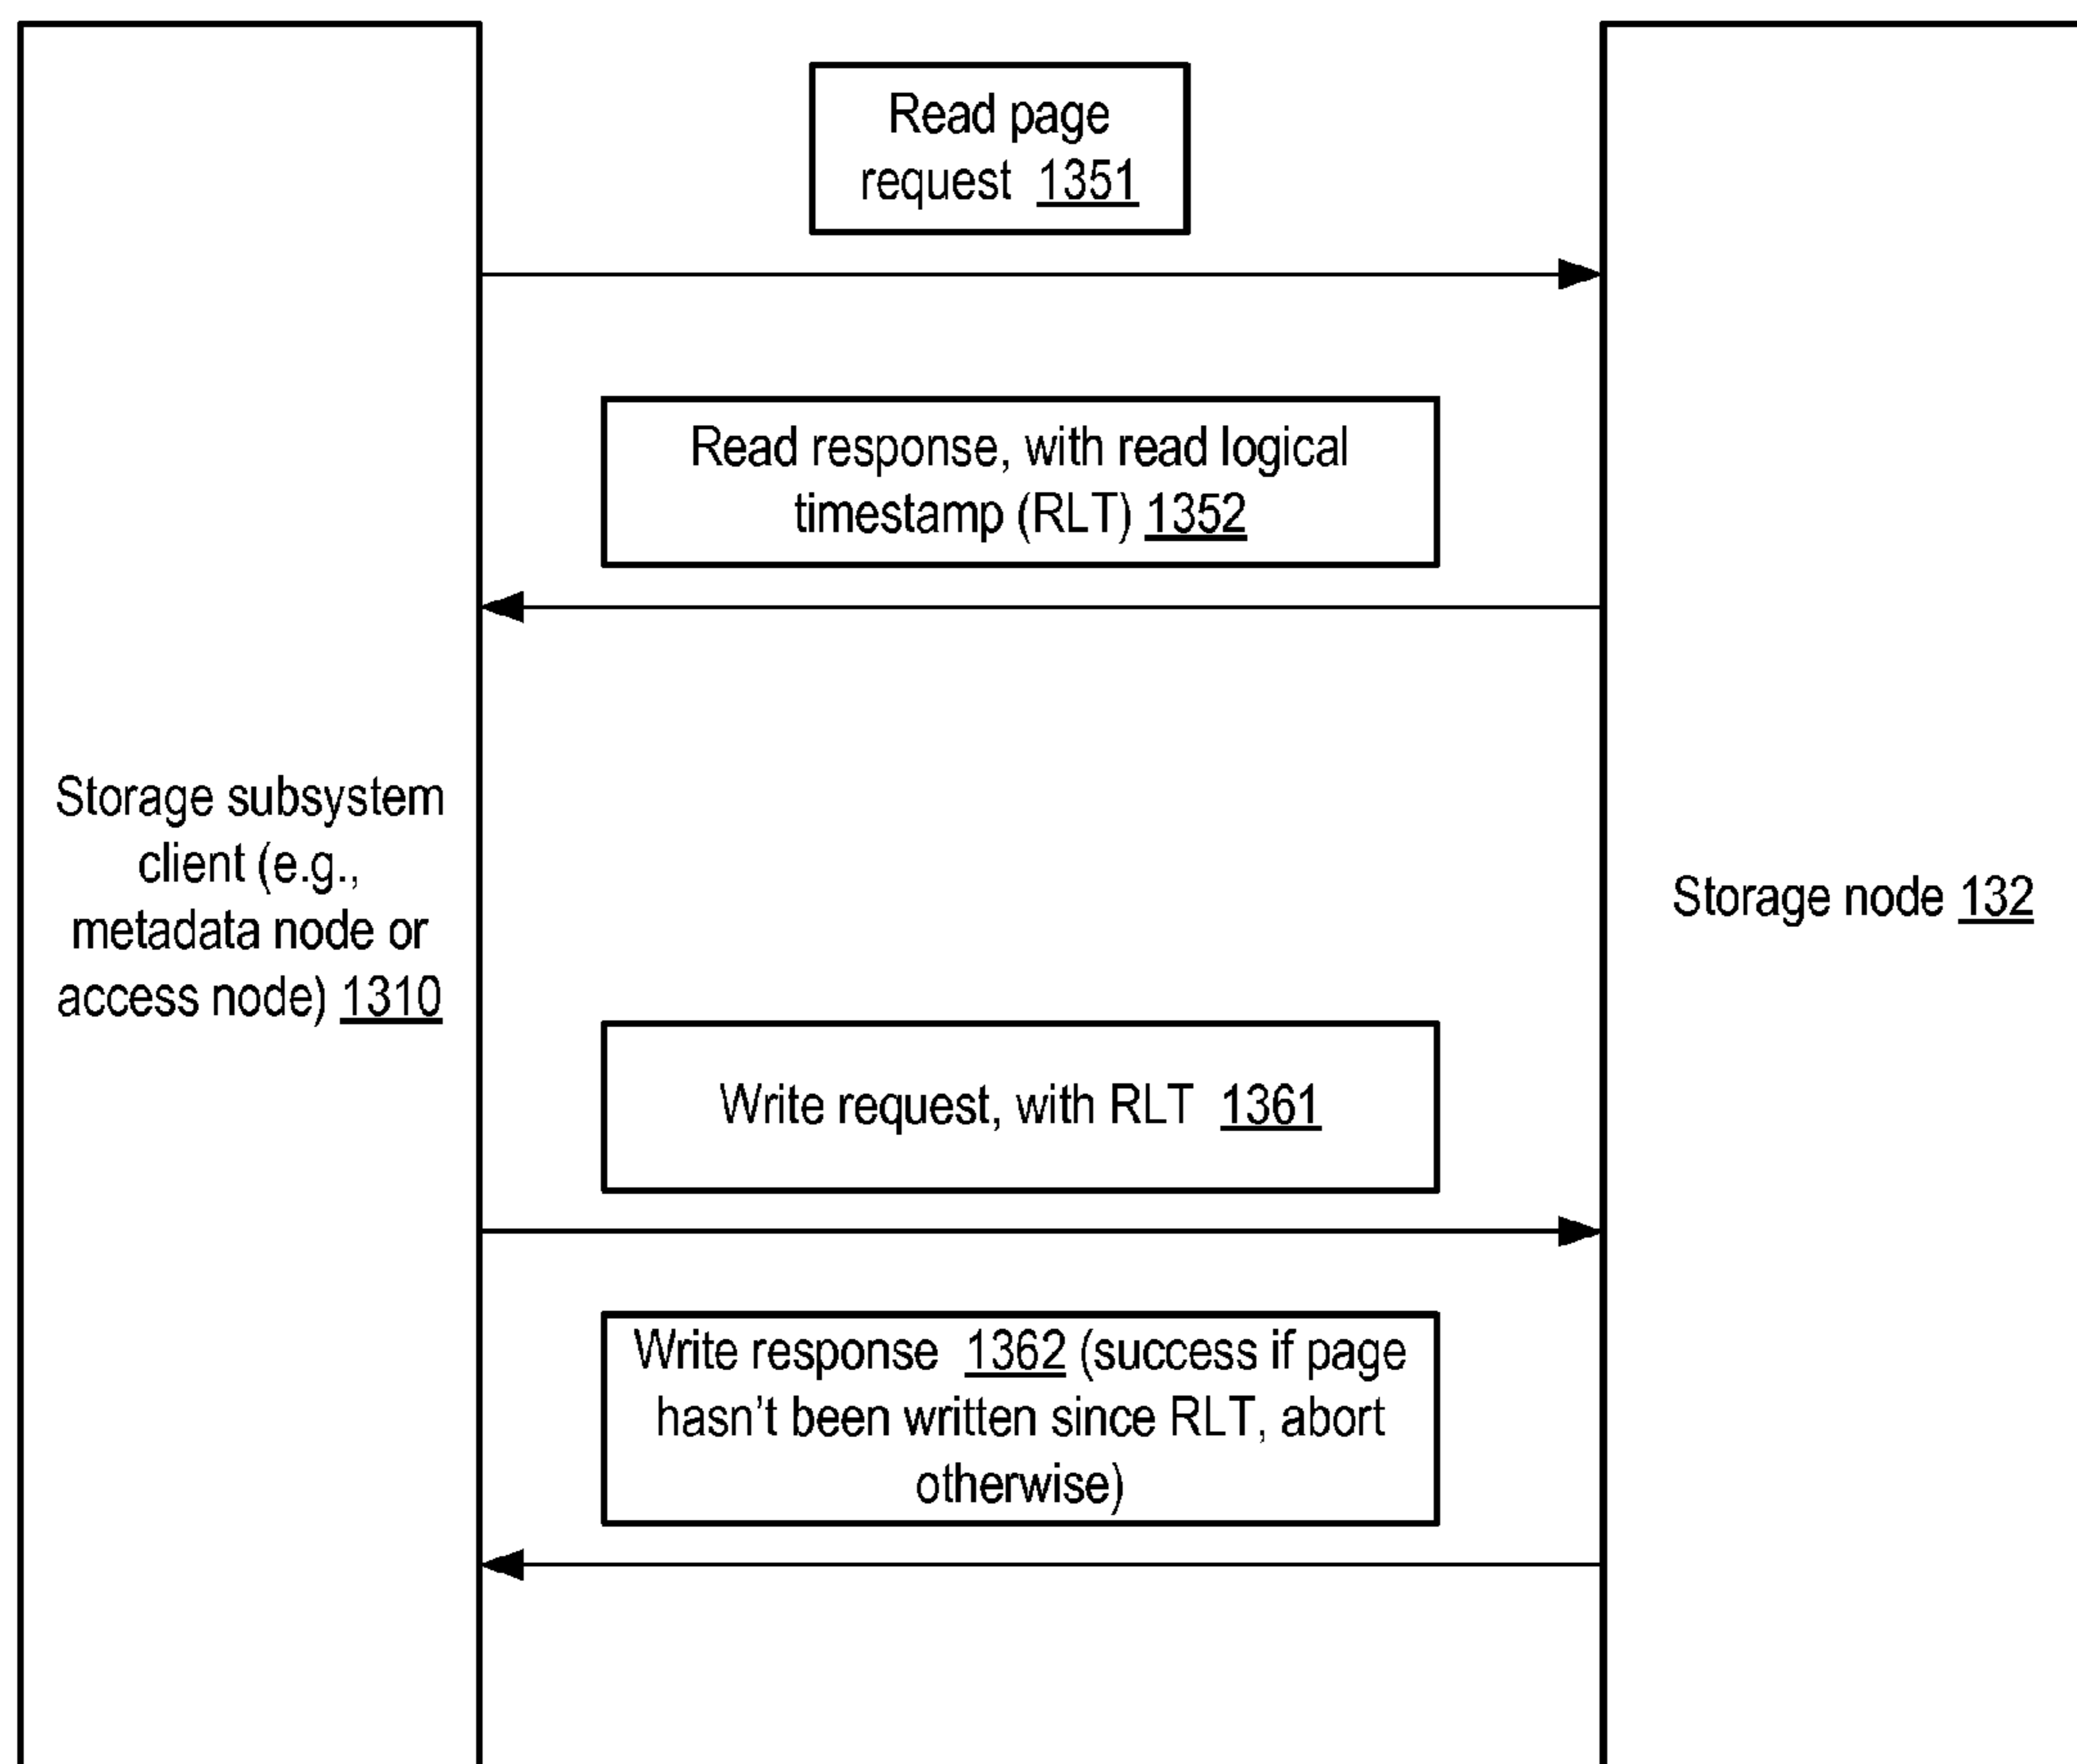 Read page
request 1351
Read response, with read logical
timestamp (RLT) 1352
Storage subsystem
client (e.g.,
metadata node or
access node) 1310
Storage node 132
Write request, with RLT 1361
Write response 1362 (success if page
hasn't been written since RLT, abort
otherwise)